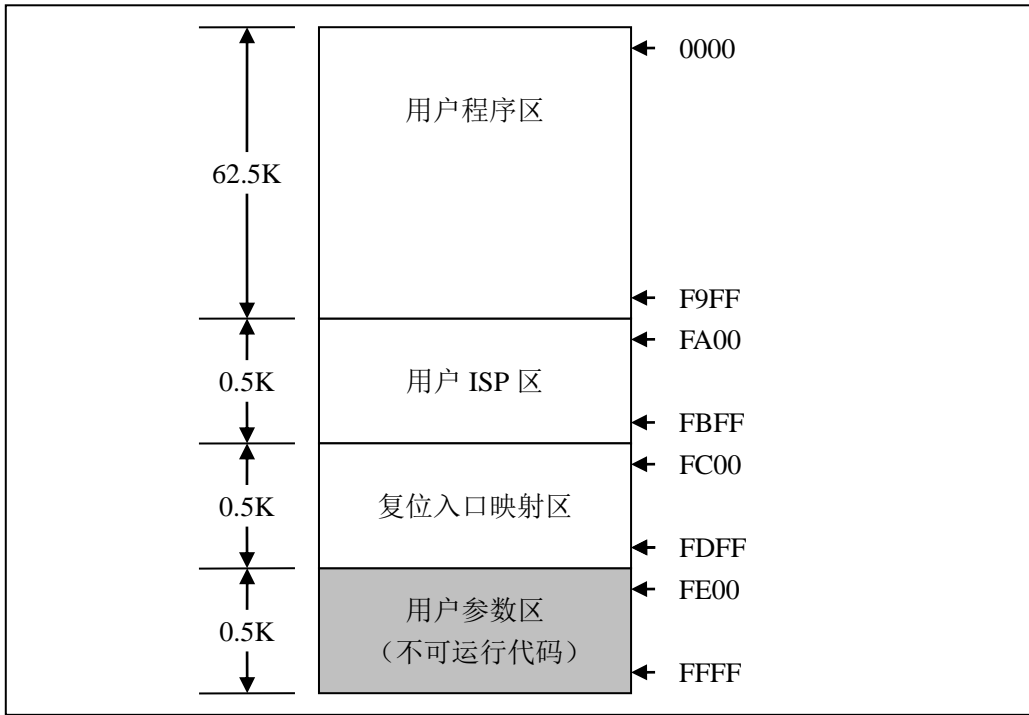 0000
用户程序区
62.5K
F9FF
FA00
用户 ISP 区
0.5K
FBFF
FC00
复位入口映射区
0.5K
FDFF
FE00
用户参数区
0.5K
（不可运行代码）
FFFF